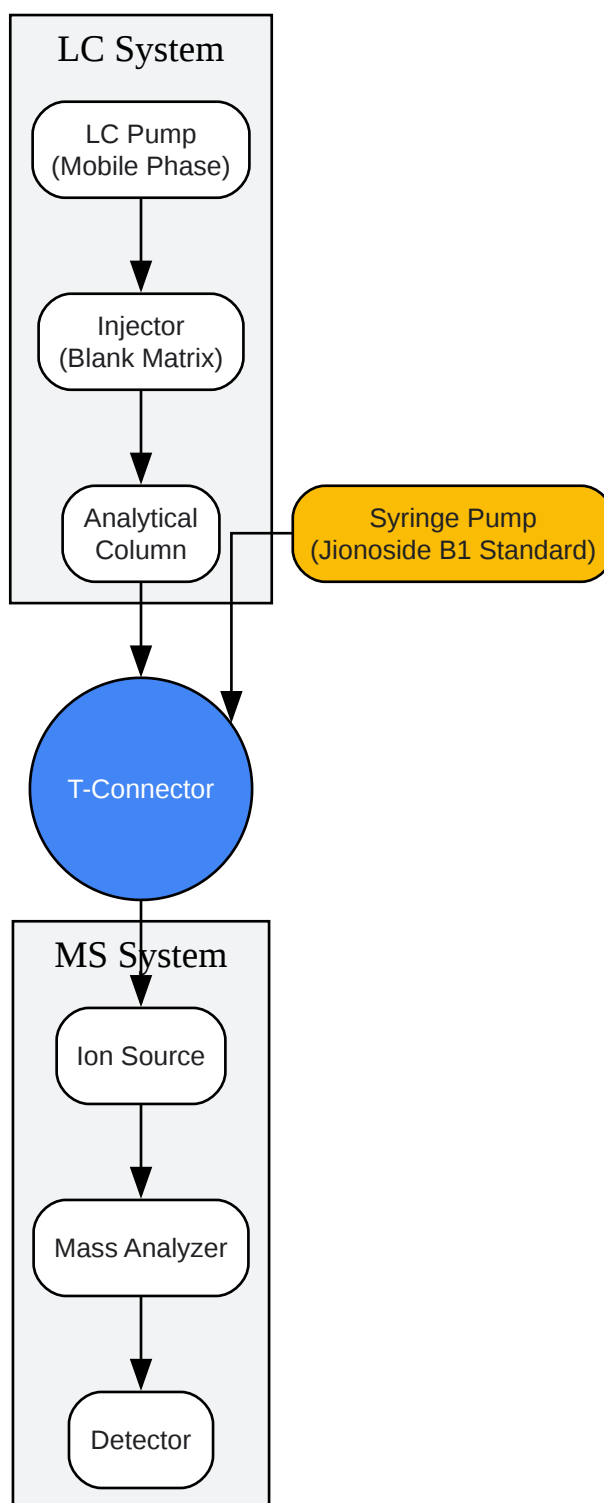 LC System
LC Pump
(Mobile Phase)
Injector
(Blank Matrix)
Analytical
Column
Syringe Pump
(Jionoside B1 Standard)
T-Connector
MS System
Ion Source
Mass Analyzer
Detector